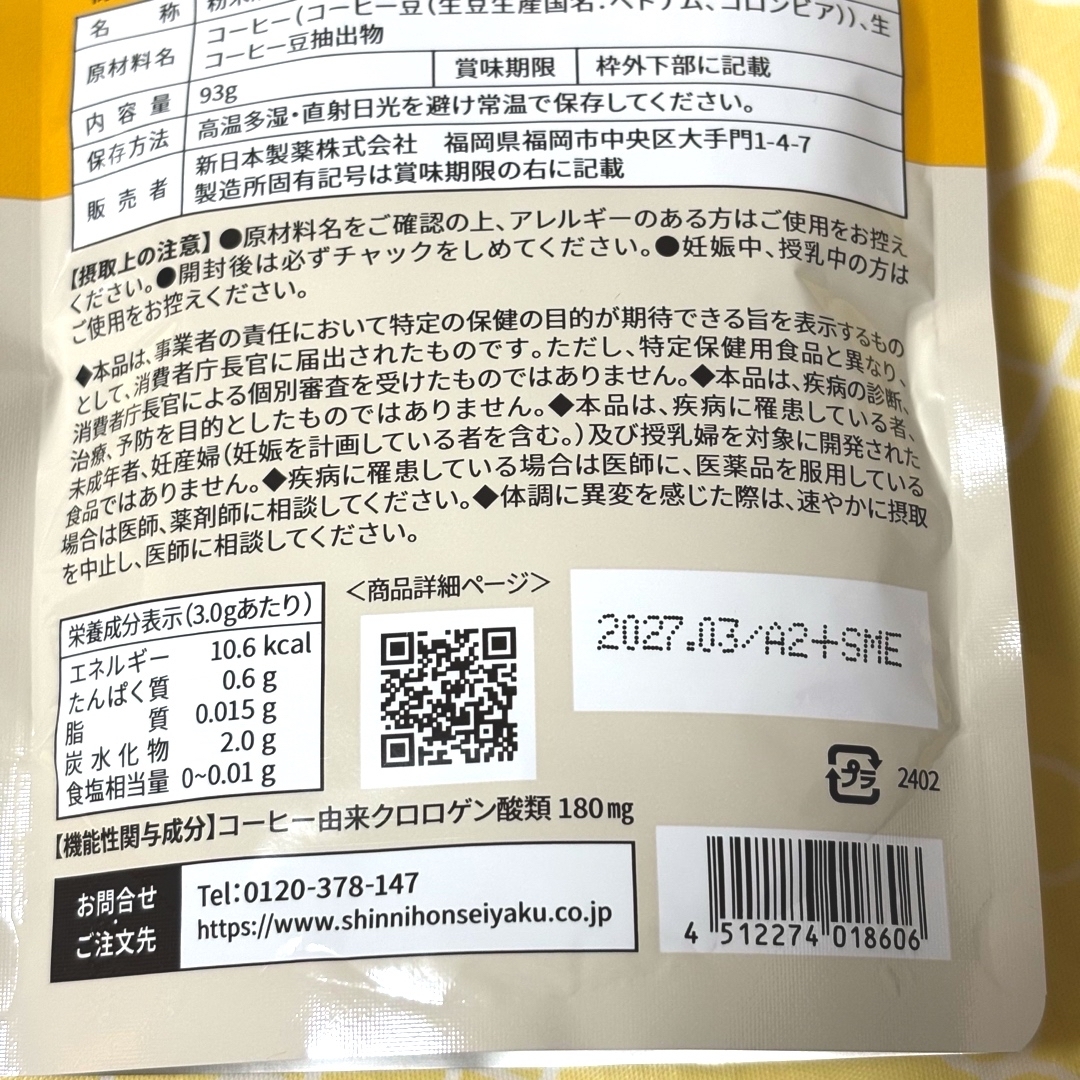 名称
コーヒー(コーヒー豆(生豆生産国名:ベトナム、コロンビア))、生
原材料名 コーヒー豆抽出物
内容量 93g 賞味期限 枠外下部に記載
保存方法 高温多湿・直射日光を避け常温で保存してください。
販売者 新日本製薬株式会社 福岡県福岡市中央区大手門1-4-7
製造所固有記号は賞味期限の右に記載
【摂取上の注意】●原材料名をご確認の上、アレルギーのある方はご使用をお控え
ください。●開封後は必ずチャックをしめてください。●妊娠中、授乳中の方は
ご使用をお控えください。
◆本品は、事業者の責任において特定の保健の目的が期待できる旨を表示するもの
として、消費者庁長官に届出されたものです。ただし、特定保健用食品と異なり、
消費者庁長官による個別審査を受けたものではありません。◆本品は、疾病の診断、
治療、予防を目的としたものではありません。◆本品は、疾病に罹患している者、
未成年者、妊産婦(妊娠を計画している者を含む。)及び授乳婦を対象に開発された
食品ではありません。◆疾病に罹患している場合は医師に、医薬品を服用している
場合は医師、薬剤師に相談してください。◆体調に異変を感じた際は、速やかに摂取
を中止し、医師に相談してください。
栄養成分表示(3.0gあたり)
エネルギー 10.6 kcal
たんぱく質 0.6 g
脂質 0.015 g
炭水化物 2.0 g
食塩相当量 0~0.01 g
<商品詳細ページ>
2027.03/A2+SME
プラ 2402
【機能性関与成分】コーヒー由来クロロゲン酸類 180mg
お問合せ・ご注文先
Tel:0120-378-147
https://www.shinnihonseiyaku.co.jp
4 512274 018606